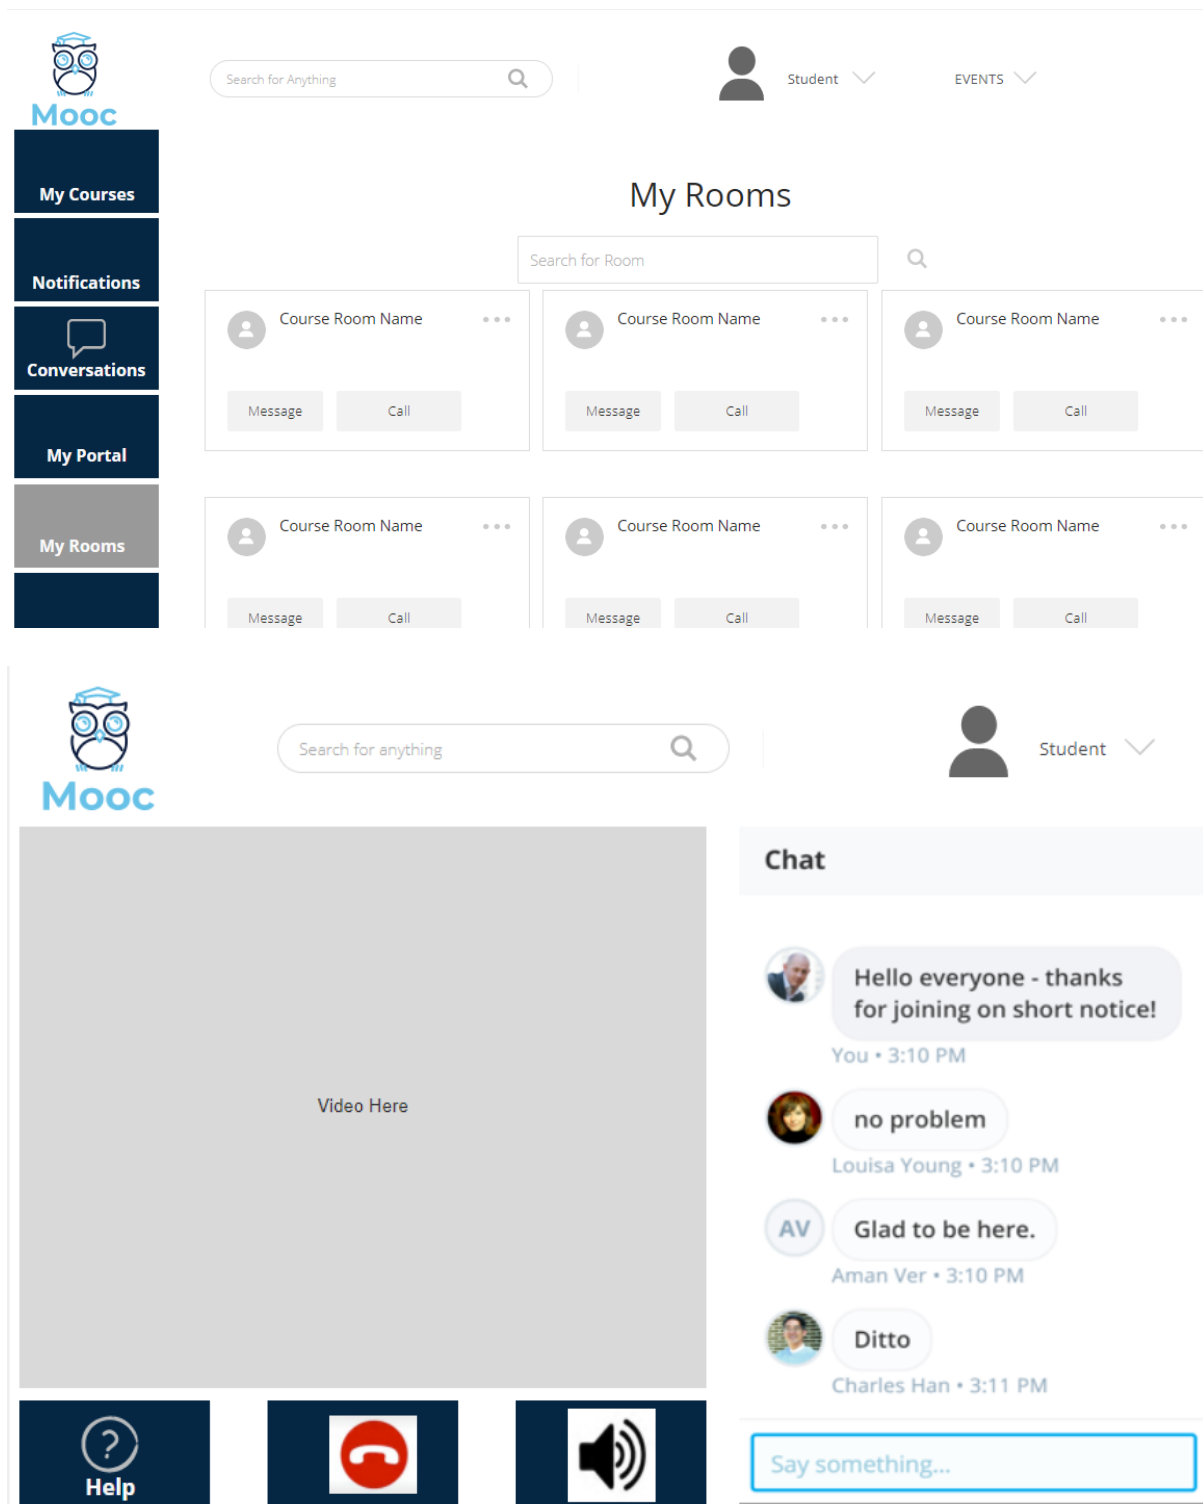 Mooc
Search for Anything
Student
EVENTS
My Courses
Notifications
Conversations
My Portal
My Rooms
My Rooms
Search for Room
Course Room Name
Message
Call
Course Room Name
Message
Call
Course Room Name
Message
Call
Course Room Name
Message
Call
Course Room Name
Message
Call
Course Room Name
Message
Call
Mooc
Search for anything
Student
Video Here
Help
Chat
Hello everyone - thanks
for joining on short notice!
You • 3:10 PM
no problem
Louisa Young • 3:10 PM
AV
Glad to be here.
Aman Ver • 3:10 PM
Ditto
Charles Han • 3:11 PM
Say something...